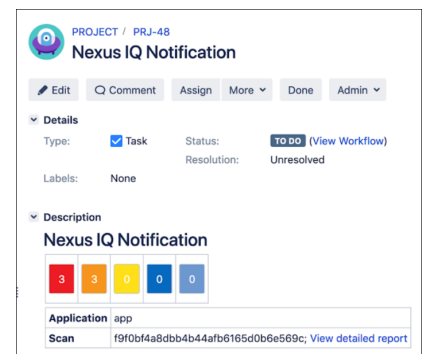 PROJECT / PRJ-48
Nexus IQ Notification
Edit Comment Assign More Done Admin
Details
Type: Task Status: TO DO (View Workflow)
Resolution: Unresolved
Labels: None
Description
Nexus IQ Notification
3 3 0 0 0
Application app
Scan f9f0bf4a8dbb4b44afb6165d0b6e569c; View detailed report